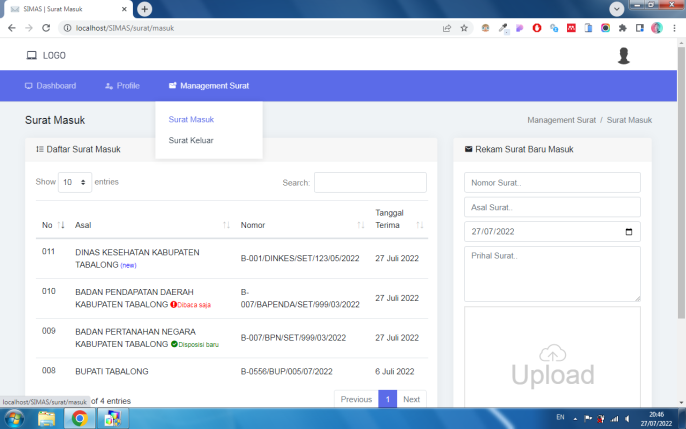 SIMAS | Surat Masuk
localhost/SIMAS/surat/masuk
LOGO
Dashboard
Profile
Management Surat
Surat Masuk
Surat Keluar
Surat Masuk
Management Surat / Surat Masuk
Daftar Surat Masuk
Show 10 entries
Search:
No
Asal
Nomor
Tanggal
Terima
011
DINAS KESEHATAN KABUPATEN
TABALONG (new)
B-001/DINKES/SET/123/05/2022
27 Juli 2022
010
BADAN PENDAPATAN DAERAH
KABUPATEN TABALONG Dibaca saja
B-
007/BAPENDA/SET/999/03/2022
27 Juli 2022
009
BADAN PERTANAHAN NEGARA
KABUPATEN TABALONG Disposisi baru
B-007/BPN/SET/999/03/2022
27 Juli 2022
008
BUPATI TABALONG
B-0556/BUP/005/07/2022
6 Juli 2022
of 4 entries
Previous 1 Next
Rekam Surat Baru Masuk
Nomor Surat..
Asal Surat..
27/07/2022
Prihal Surat..
Upload
localhost/SIMAS/surat/masuk
EN
20:46
27/07/2022